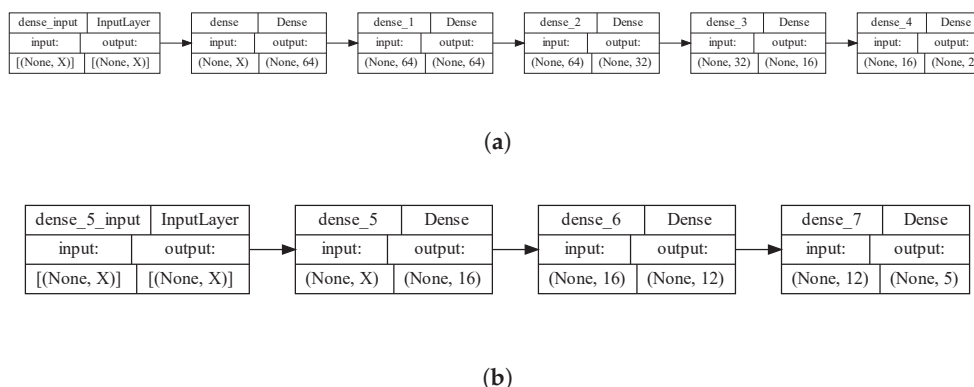 dense_input InputLayer dense Dense dense_1 Dense dense_2 Dense dense_3 Dense dense_4 Dense
input: output: input: output: input: output: input: output: input: output: input: output:
[(None, X)] [(None, X)] (None, X) (None, 64) (None, 64) (None, 64) (None, 64) (None, 32) (None, 32) (None, 16) (None, 16) (None, 2
(a)
dense_5_input InputLayer dense_5 Dense dense_6 Dense dense_7 Dense
input: output: input: output: input: output: input: output:
[(None, X)] [(None, X)] (None, X) (None, 16) (None, 16) (None, 12) (None, 12) (None, 5)
(b)